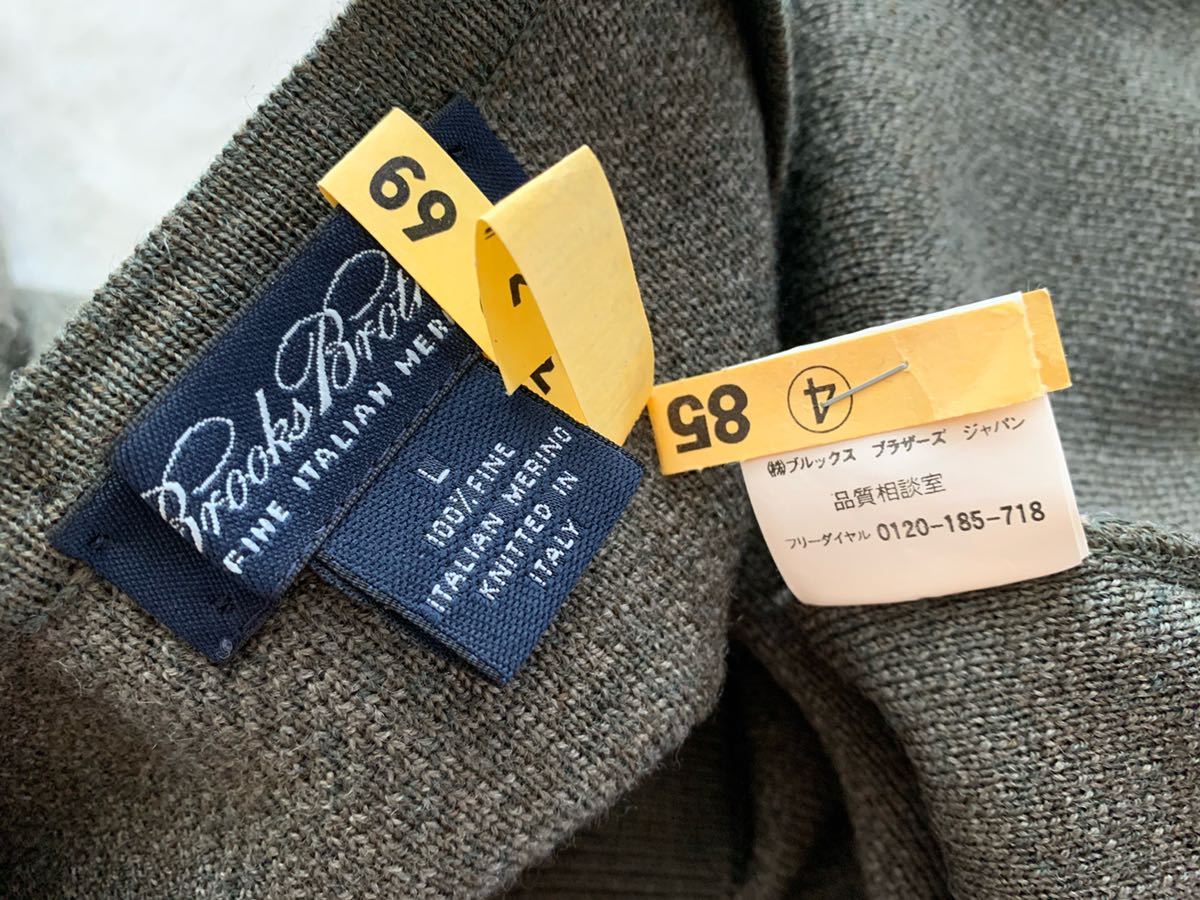 Brooks
FINE ITALIAN
L
100% FINE
ITALIAN MERINO
KNITTED IN
ITALY
69
85 4
㈱ブルックス ブラザーズ ジャパン
品質相談室
フリーダイヤル 0120-185-718